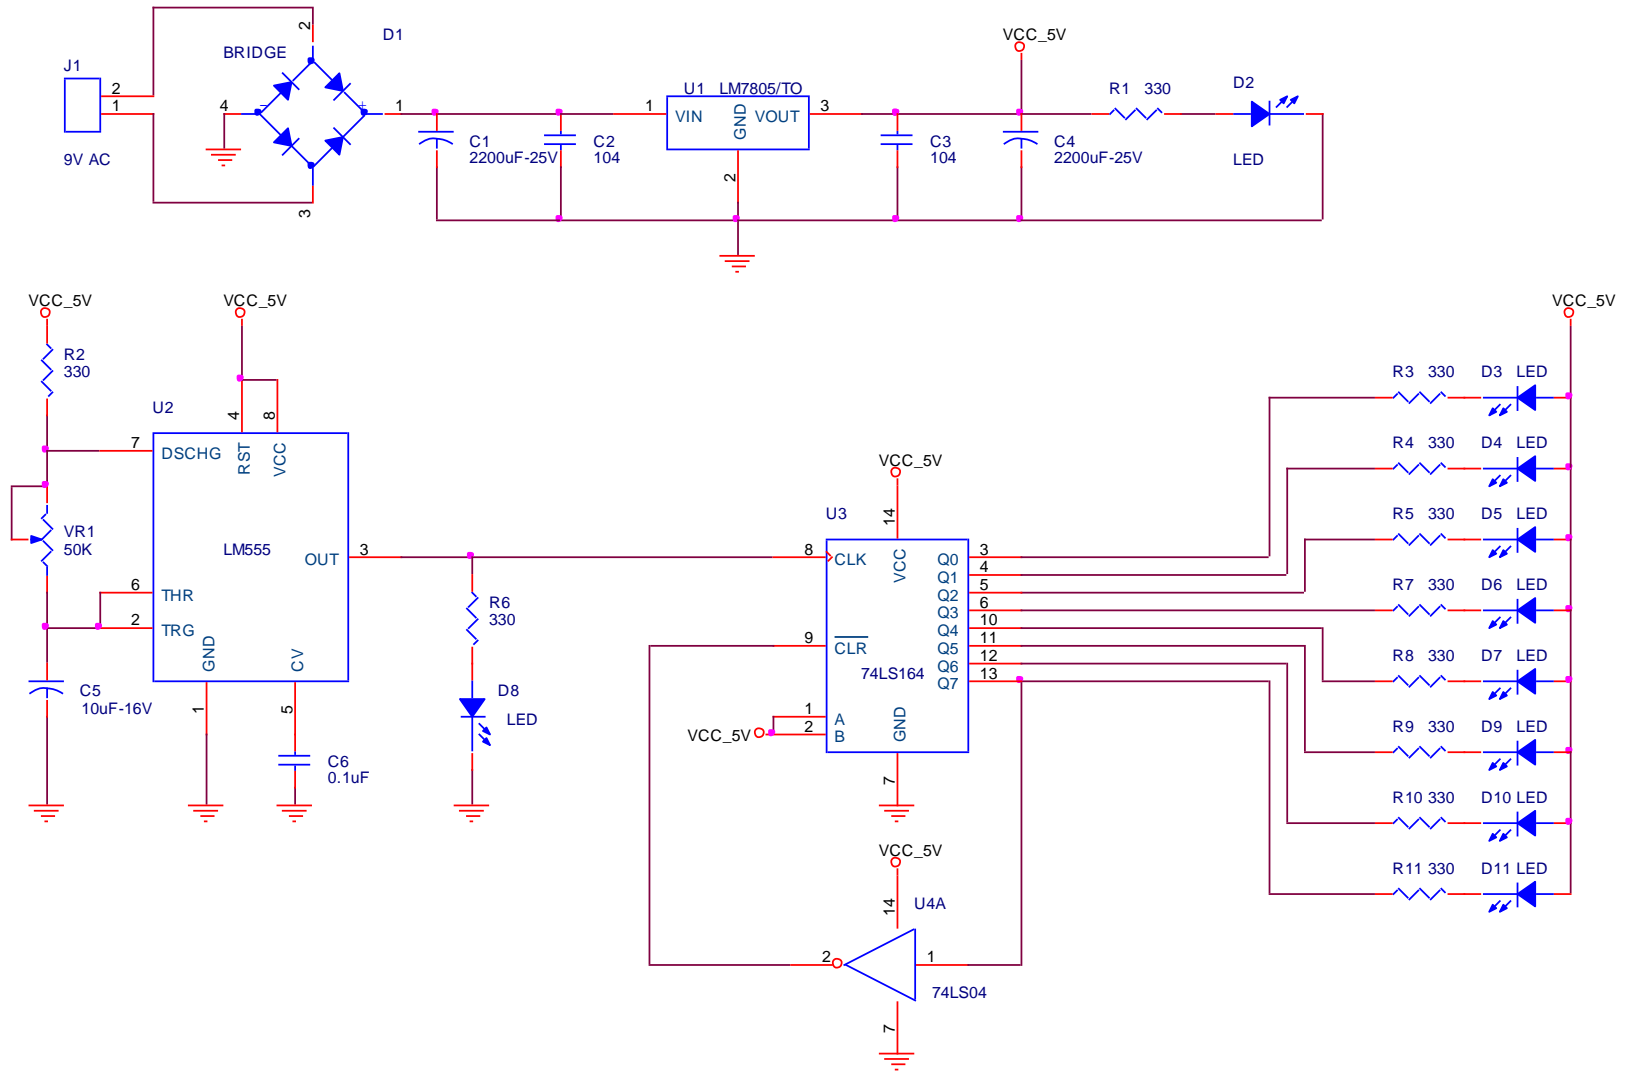 J1
2
1
9V AC
2
BRIDGE
D1
4
-
+
1
3
C1
2200uF-25V
C2
104
1
U1 LM7805/TO
VIN
GND
VOUT
3
2
C3
104
VCC_5V
C4
2200uF-25V
R1 330
D2
LED
VCC_5V
R2
330
VR1
50K
C5
10uF-16V
VCC_5V
U2
4
8
7
DSCHG
RST
VCC
LM555
OUT
3
6
THR
2
TRG
GND
CV
1
5
C6
0.1uF
R6
330
D8
LED
VCC_5V
14
U3
8
CLK
VCC
Q0
3
Q1
4
Q2
5
Q3
6
Q4
10
Q5
11
Q6
12
Q7
13
9
CLR
74LS164
1
A
2
B
VCC_5V
GND
7
VCC_5V
14
U4A
2
1
74LS04
7
VCC_5V
R3 330 D3 LED
R4 330 D4 LED
R5 330 D5 LED
R7 330 D6 LED
R8 330 D7 LED
R9 330 D9 LED
R10 330 D10 LED
R11 330 D11 LED